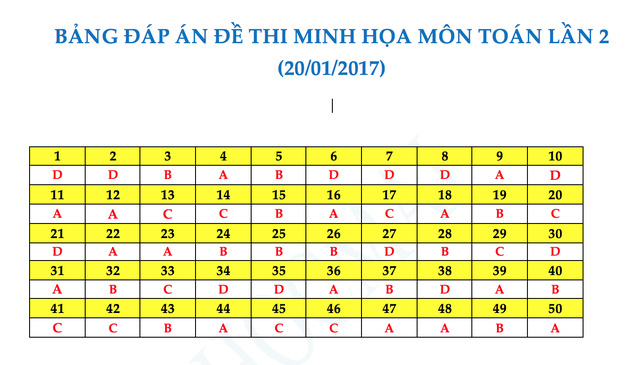 BẢNG ĐÁP ÁN ĐỀ THI MINH HỌA MÔN TOÁN LẦN 2
(20/01/2017)
1 2 3 4 5 6 7 8 9 10
D D B A B D D D A D
11 12 13 14 15 16 17 18 19 20
A A C C B A C A B C
21 22 23 24 25 26 27 28 29 30
D A A B B B D B C D
31 32 33 34 35 36 37 38 39 40
A B C D D A B D A B
41 42 43 44 45 46 47 48 49 50
C C B A C C A A B A